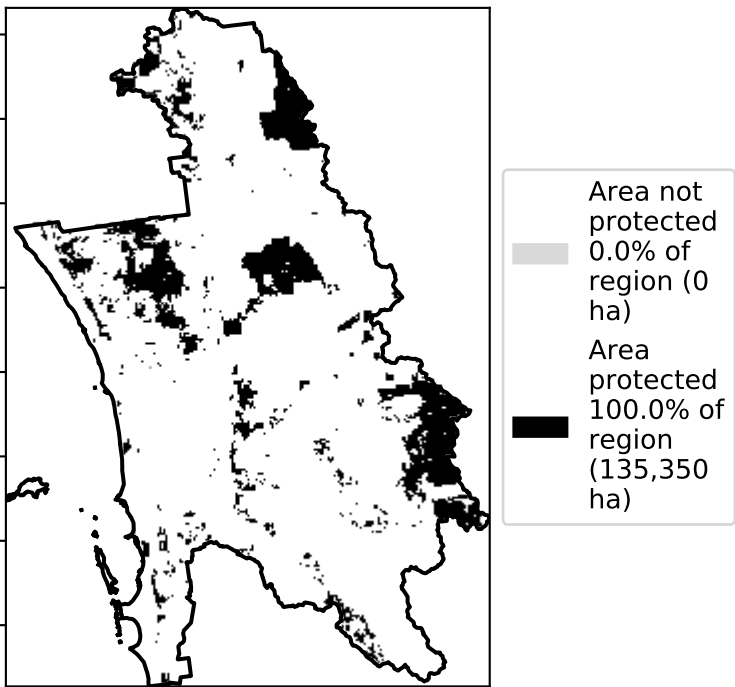 Area not
protected
0.0% of
region (0
ha)
Area
protected
100.0% of
region
(135,350
ha)